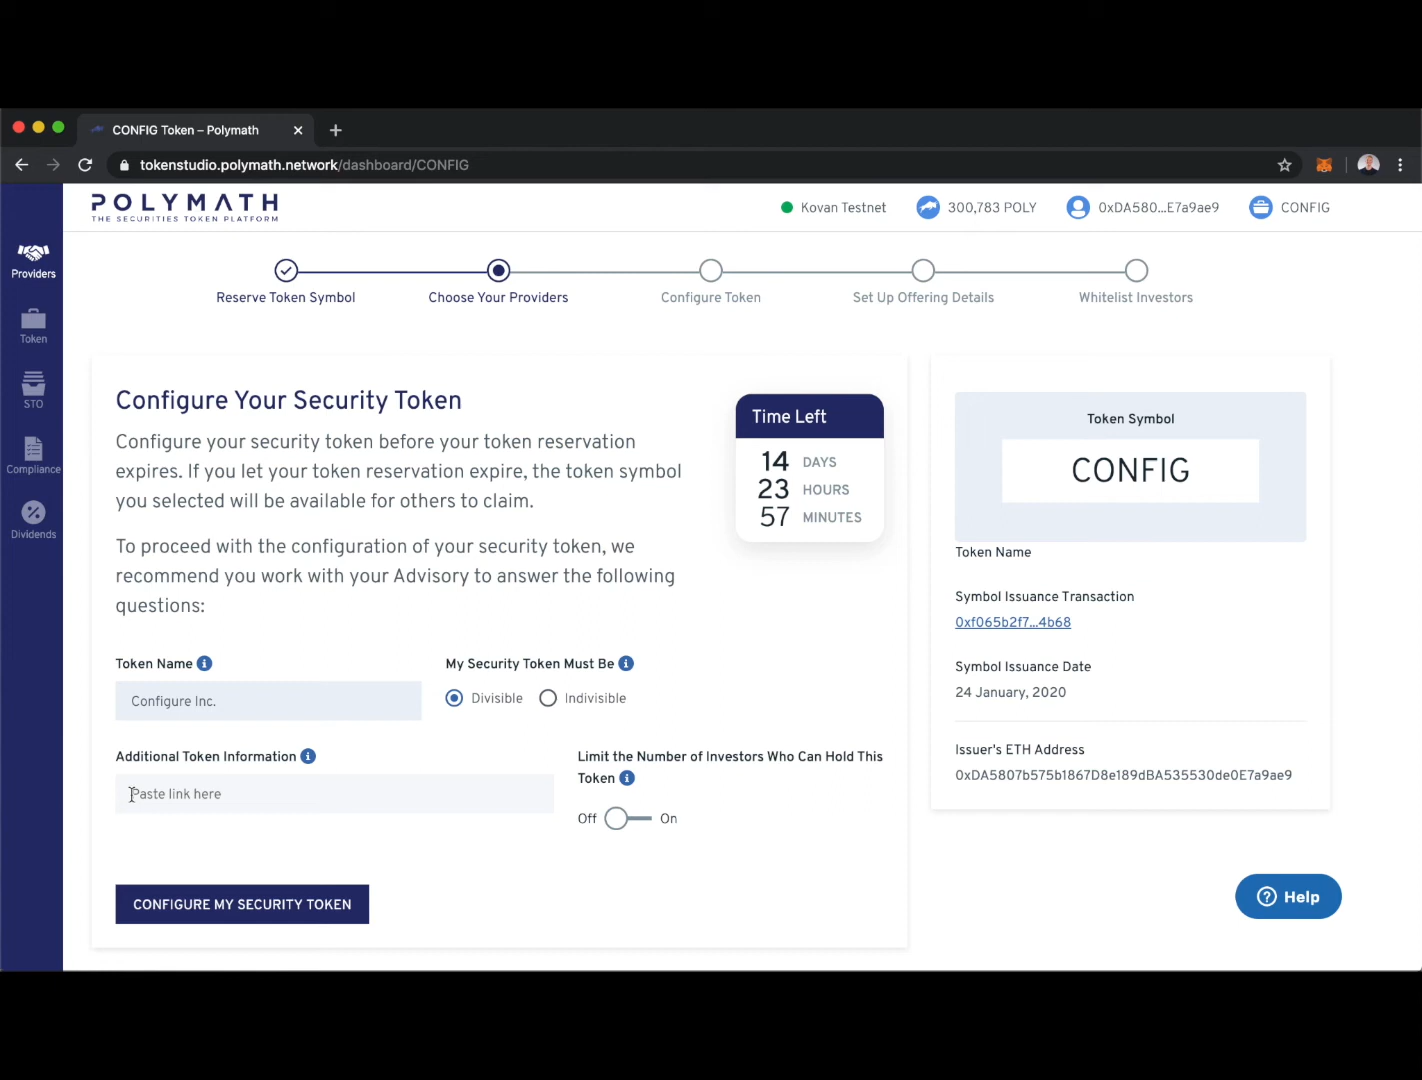 CONFIG Token – Polymath
tokenstudio.polymath.network/dashboard/CONFIG
POLYMATH
THE SECURITIES TOKEN PLATFORM
Kovan Testnet
300,783 POLY
0xDA580...E7a9ae9
CONFIG
Providers
Token
STO
Compliance
Dividends
Reserve Token Symbol
Choose Your Providers
Configure Token
Set Up Offering Details
Whitelist Investors
Configure Your Security Token
Configure your security token before your token reservation
expires. If you let your token reservation expire, the token symbol
you selected will be available for others to claim.
To proceed with the configuration of your security token, we
recommend you work with your Advisory to answer the following
questions:
Time Left
14 DAYS
23 HOURS
57 MINUTES
Token Name
Configure Inc.
My Security Token Must Be
Divisible
Indivisible
Additional Token Information
Paste link here
Limit the Number of Investors Who Can Hold This
Token
Off
On
CONFIGURE MY SECURITY TOKEN
Token Symbol
CONFIG
Token Name
Symbol Issuance Transaction
0xf065b2f7...4b68
Symbol Issuance Date
24 January, 2020
Issuer's ETH Address
0xDA5807b575b1867D8e189dBA535530de0E7a9ae9
Help